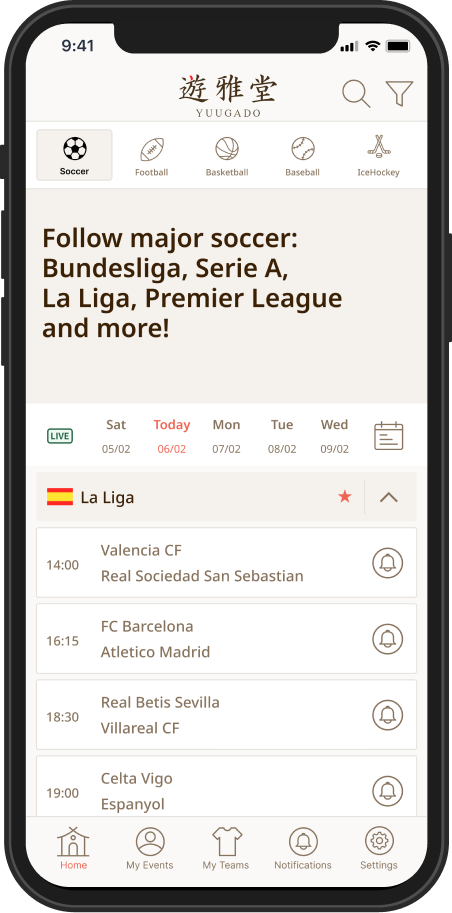 9:41
遊雅堂
YUUGADO
Soccer
Football
Basketball
Baseball
IceHockey
Follow major soccer:
Bundesliga, Serie A,
La Liga, Premier League
and more!
LIVE
Sat
05/02
Today
06/02
Mon
07/02
Tue
08/02
Wed
09/02
La Liga
14:00
Valencia CF
Real Sociedad San Sebastian
16:15
FC Barcelona
Atletico Madrid
18:30
Real Betis Sevilla
Villareal CF
19:00
Celta Vigo
Espanyol
Home
My Events
My Teams
Notifications
Settings